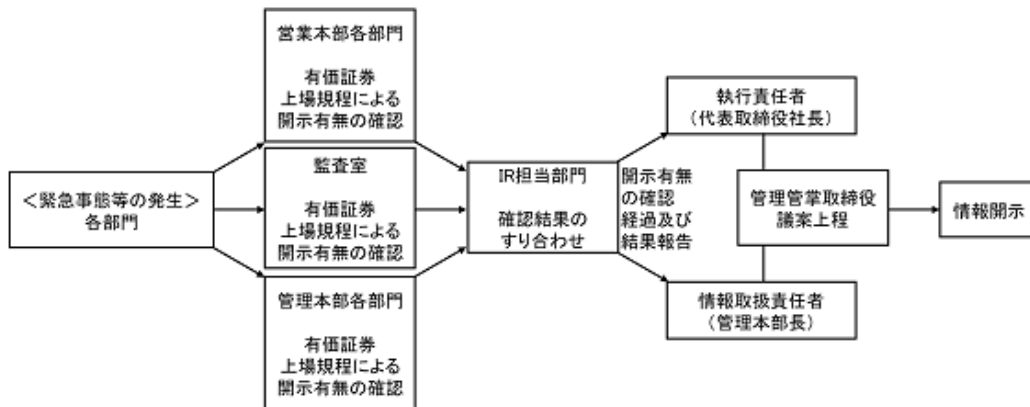 ＜緊急事態等の発生＞
各部門
営業本部各部門
有価証券
上場規程による
開示有無の確認
監査室
有価証券
上場規程による
開示有無の確認
管理本部各部門
有価証券
上場規程による
開示有無の確認
IR担当部門
確認結果の
すり合わせ
開示有無
の確認
経過及び
結果報告
執行責任者
（代表取締役社長）
管理管掌取締役
議案上程
情報取扱責任者
（管理本部長）
情報開示